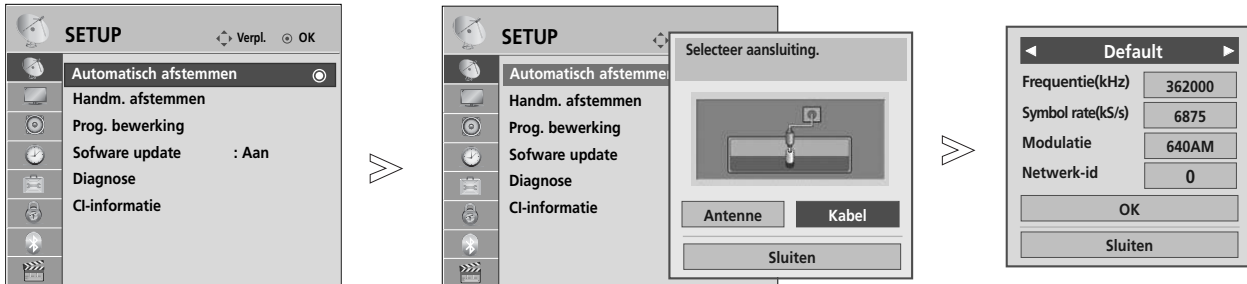 SETUP
Verpl. OK
Automatisch afstemmen
Handm. afstemmen
Prog. bewerking
Sofware update : Aan
Diagnose
CI-informatie
SETUP
Automatisch afstemme
Handm. afstemmen
Prog. bewerking
Sofware update
Diagnose
CI-informatie
Selecteer aansluiting.
Antenne Kabel
Sluiten
Default
Frequentie(kHz) 362000
Symbol rate(kS/s) 6875
Modulatie 640AM
Netwerk-id 0
OK
Sluiten